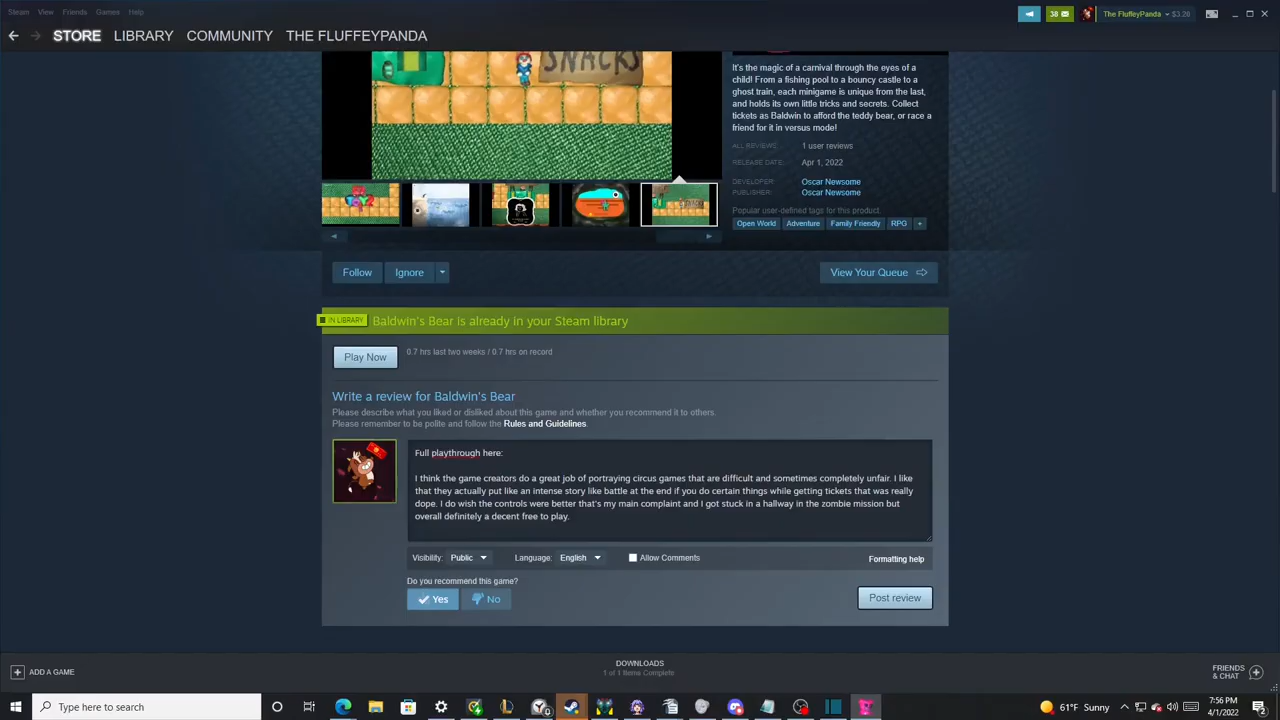 Steam View Friends Games Help
38
The FluffeyPanda $3.28
STORE LIBRARY COMMUNITY THE FLUFFEYPANDA
SNACKS
It's the magic of a carnival through the eyes of a
child! From a fishing pool to a bouncy castle to a
ghost train, each minigame is unique from the last,
and holds its own little tricks and secrets. Collect
tickets as Baldwin to afford the teddy bear, or race a
friend for it in versus mode!
ALL REVIEWS: 1 user reviews
RELEASE DATE: Apr 1, 2022
DEVELOPER: Oscar Newsome
PUBLISHER: Oscar Newsome
Popular user-defined tags for this product:
Open World Adventure Family Friendly RPG +
Follow Ignore View Your Queue
IN LIBRARY Baldwin's Bear is already in your Steam library
Play Now 0.7 hrs last two weeks / 0.7 hrs on record
Write a review for Baldwin's Bear
Please describe what you liked or disliked about this game and whether you recommend it to others.
Please remember to be polite and follow the Rules and Guidelines.
Full playthrough here:
I think the game creators do a great job of portraying circus games that are difficult and sometimes completely unfair. I like
that they actually put like an intense story like battle at the end if you do certain things while getting tickets that was really
dope. I do wish the controls were better that's my main complaint and I got stuck in a hallway in the zombie mission but
overall definitely a decent free to play.
Visibility: Public Language: English Allow Comments Formatting help
Do you recommend this game?
Yes No Post review
ADD A GAME
DOWNLOADS
1 of 1 Items Complete
FRIENDS
& CHAT
Type here to search
61°F Sunny
7:56 PM
4/1/2022